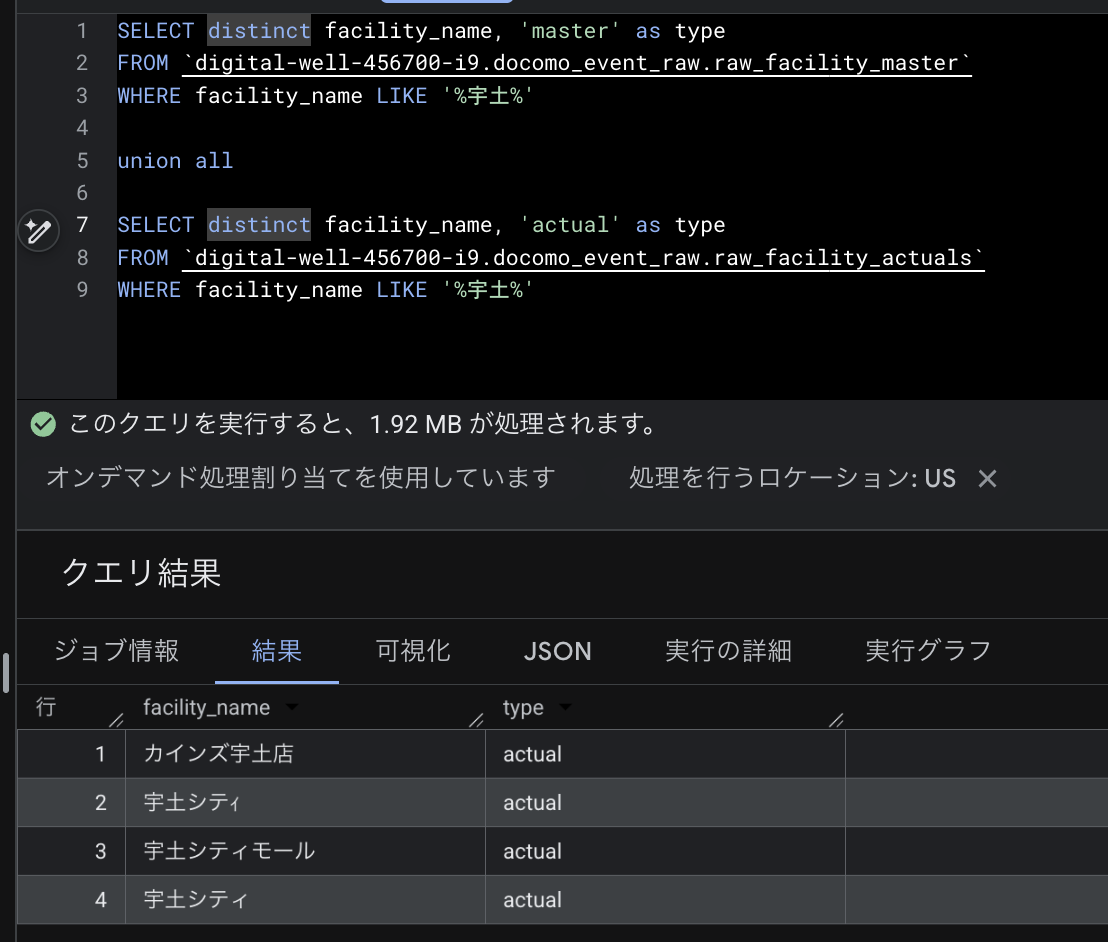 1 SELECT distinct facility_name, 'master' as type
2 FROM `digital-well-456700-i9.docomo_event_raw.raw_facility_master`
3 WHERE facility_name LIKE '%宇土%'
4
5 union all
6
7 SELECT distinct facility_name, 'actual' as type
8 FROM `digital-well-456700-i9.docomo_event_raw.raw_facility_actuals`
9 WHERE facility_name LIKE '%宇土%'
このクエリを実行すると、1.92 MB が処理されます。
オンデマンド処理割り当てを使用しています 処理を行うロケーション: US
クエリ結果
ジョブ情報 結果 可視化 JSON 実行の詳細 実行グラフ
行 facility_name type
1 カインズ宇土店 actual
2 宇土シテｨ actual
3 宇土シティモール actual
4 宇土シティ actual